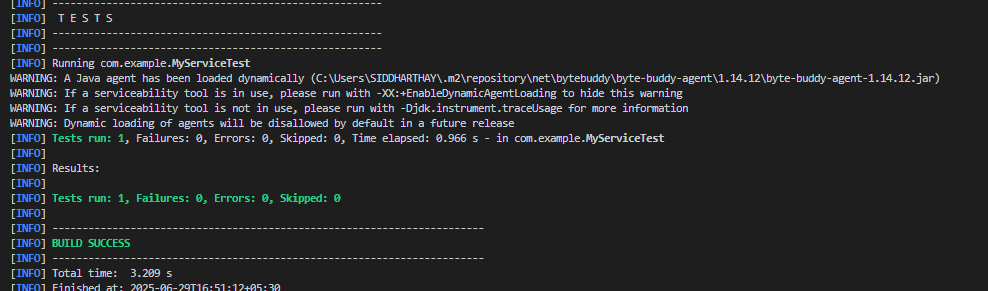 [INFO] -------------------------------------------------------
[INFO]  T E S T S
[INFO] -------------------------------------------------------
[INFO] -------------------------------------------------------
[INFO] Running com.example.MyServiceTest
WARNING: A Java agent has been loaded dynamically (C:\Users\SIDDHARTHAY\.m2\repository\net\bytebuddy\byte-buddy-agent\1.14.12\byte-buddy-agent-1.14.12.jar)
WARNING: If a serviceability tool is in use, please run with -XX:+EnableDynamicAgentLoading to hide this warning
WARNING: If a serviceability tool is not in use, please run with -Djdk.instrument.traceUsage for more information
WARNING: Dynamic loading of agents will be disallowed by default in a future release
[INFO] Tests run: 1, Failures: 0, Errors: 0, Skipped: 0, Time elapsed: 0.966 s - in com.example.MyServiceTest
[INFO]
[INFO] Results:
[INFO]
[INFO] Tests run: 1, Failures: 0, Errors: 0, Skipped: 0
[INFO]
[INFO] ------------------------------------------------------------------------
[INFO] BUILD SUCCESS
[INFO] ------------------------------------------------------------------------
[INFO] Total time:  3.209 s
[INFO] Finished at: 2025-06-29T16:51:12+05:30